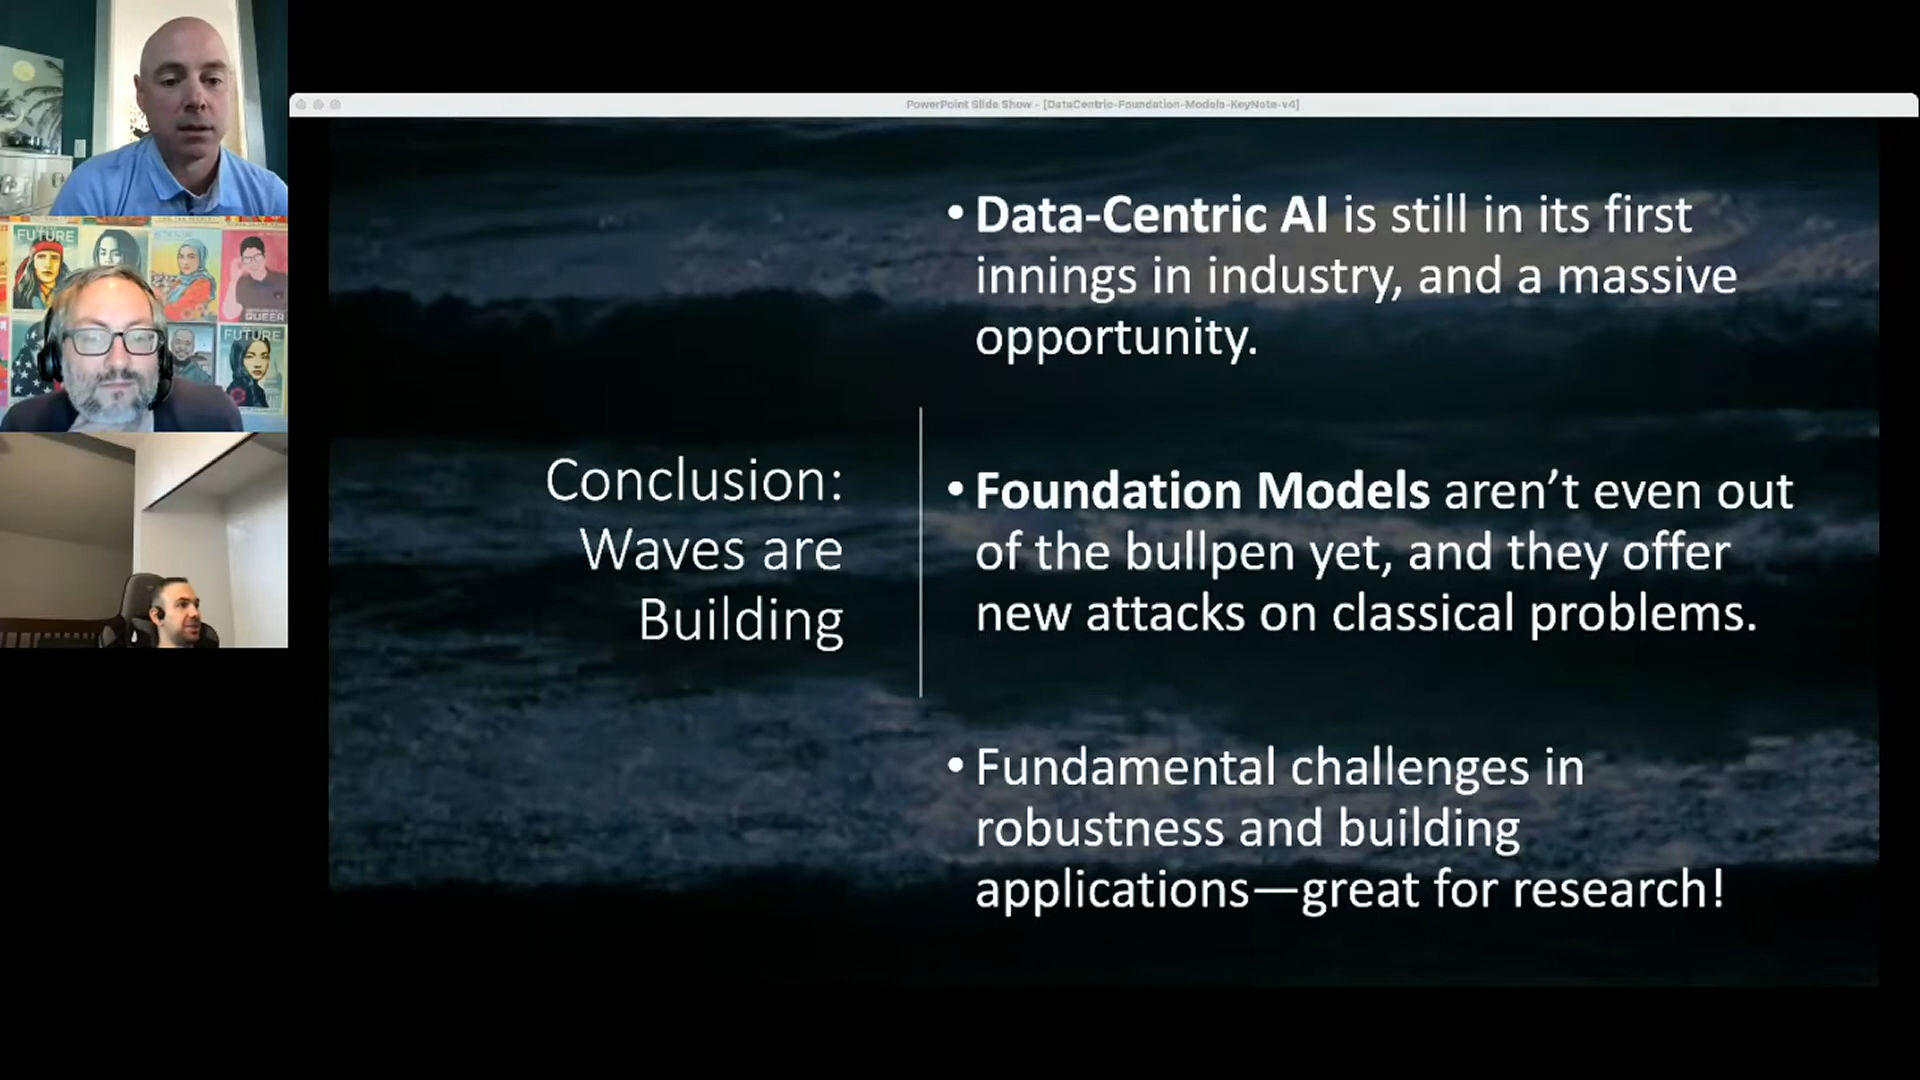 PowerPoint Slide Show - [DataCentric-Foundation-Models-KeyNote-v4]
FUTURE
QUEER
FUTURE
Conclusion:
Waves are
Building
• Data-Centric AI is still in its first
innings in industry, and a massive
opportunity.
• Foundation Models aren’t even out
of the bullpen yet, and they offer
new attacks on classical problems.
• Fundamental challenges in
robustness and building
applications—great for research!